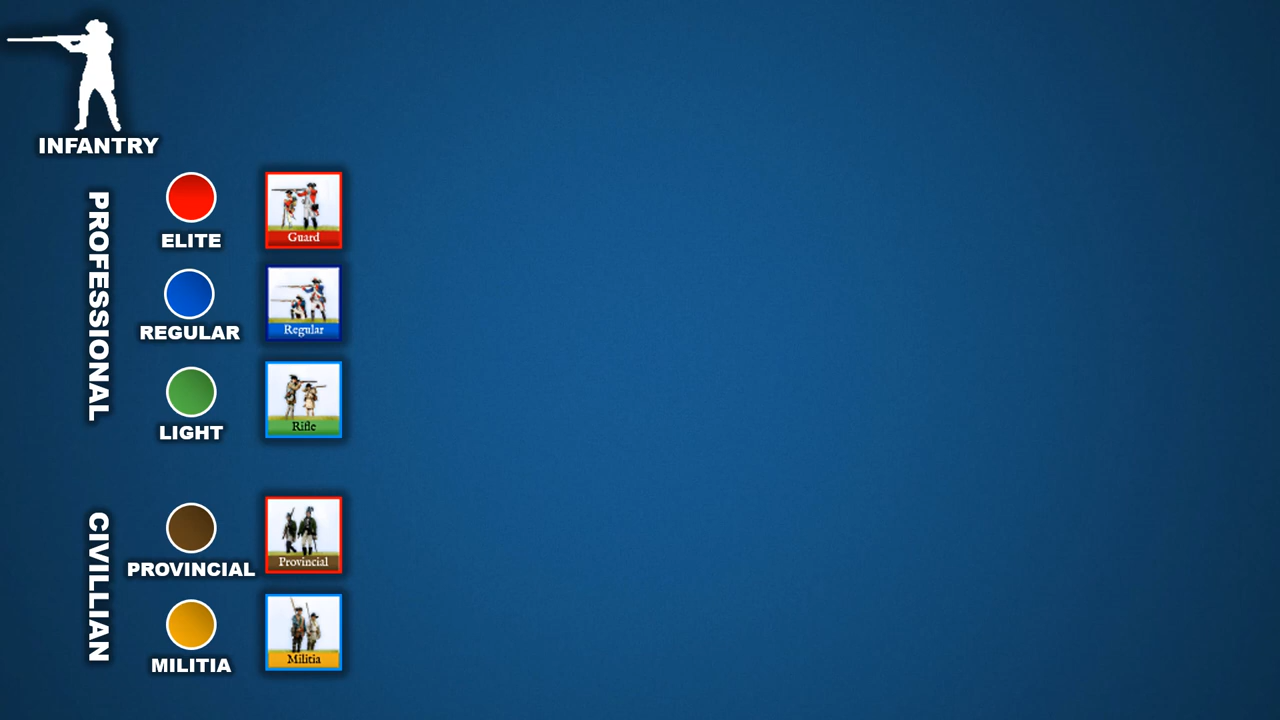 INFANTRY
PROFESSIONAL
ELITE
Guard
REGULAR
Regular
LIGHT
Rifle
CIVILLIAN
PROVINCIAL
Provincial
MILITIA
Militia